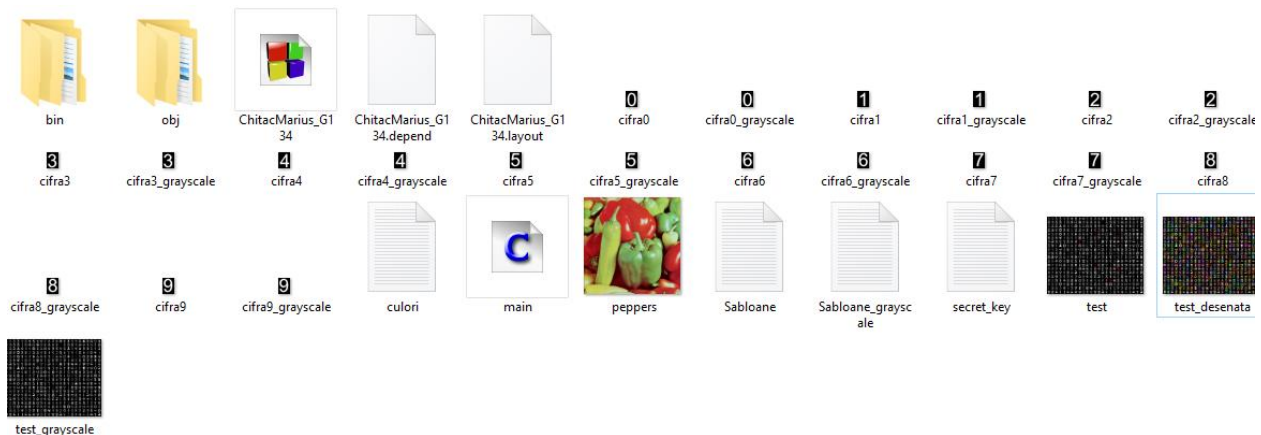 0 0 1 1 2 2
bin obj ChitacMarius_G1 ChitacMarius_G1 ChitacMarius_G1 cifra0 cifra0_grayscale cifra1 cifra1_grayscale cifra2 cifra2_grayscale
34 34.depend 34.layout
3 3 4 4 5 5 6 6 7 7 8
cifra3 cifra3_grayscale cifra4 cifra4_grayscale cifra5 cifra5_grayscale cifra6 cifra6_grayscale cifra7 cifra7_grayscale cifra8
C
8 9 9
cifra8_grayscale cifra9 cifra9_grayscale culori main peppers Sabloane Sabloane_graysc secret_key test test_desenata
ale
test_grayscale